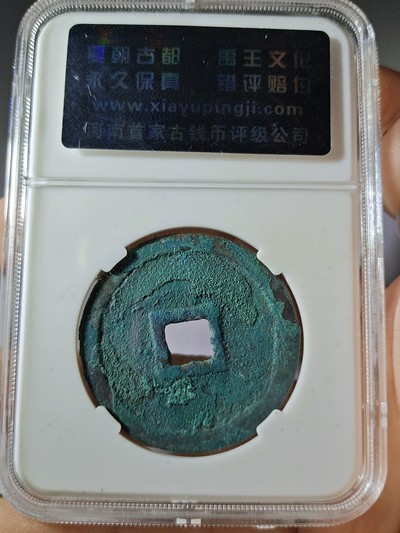 夏朝古都 禹王文化
永久保真 错评赔付
www.xiayupingji.com
河南首家古钱币评级公司